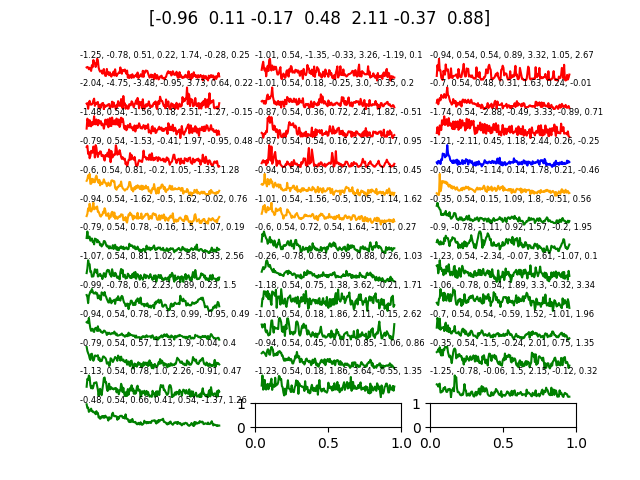 [-0.96 0.11 -0.17 0.48 2.11 -0.37 0.88]
-1.25, -0.78, 0.51, 0.22, 1.74, -0.28, 0.25 -1.01, 0.54, -1.35, -0.33, 3.26, -1.19, 0.1 -0.94, 0.54, 0.54, 0.89, 3.32, 1.05, 2.67
-2.04, -4.75, -3.48, -0.95, 3.73, 0.64, 0.22 -1.01, 0.54, 0.18, -0.25, 3.0, -0.35, 0.2 -0.7, 0.54, 0.48, 0.31, 1.63, 0.24, -0.01
-1.48, 0.54, -1.56, 0.18, 2.51, -1.27, -0.15 -0.87, 0.54, 0.36, 0.72, 2.41, 1.82, -0.51 -1.74, 0.54, -2.88, -0.49, 3.33, -0.89, 0.71
-0.79, 0.54, -1.53, -0.41, 1.97, -0.95, 0.48 -0.87, 0.54, 0.54, 0.16, 2.27, -0.17, 0.95 -1.21, -2.11, 0.45, 1.18, 2.44, 0.26, -0.25
-0.6, 0.54, 0.81, -0.2, 1.05, -1.33, 1.28 -0.94, 0.54, 0.63, 0.87, 1.55, -1.15, 0.45 -0.94, 0.54, -1.14, 0.14, 1.78, 0.21, -0.46
-0.94, 0.54, -1.62, -0.5, 1.62, -0.02, 0.76 -1.01, 0.54, -1.56, -0.5, 1.05, -1.14, 1.62 -0.35, 0.54, 0.15, 1.09, 1.8, -0.51, 0.56
-0.79, 0.54, 0.78, -0.16, 1.5, -1.07, 0.19 -0.6, 0.54, 0.72, 0.54, 1.64, -1.01, 0.27 -0.9, -0.78, -1.11, 0.92, 1.57, -0.2, 1.95
-1.07, 0.54, 0.81, 1.02, 2.58, 0.33, 2.56 -0.26, -0.78, 0.63, 0.99, 0.88, 0.26, 1.03 -1.23, 0.54, -2.34, -0.07, 3.61, -1.07, 0.1
-0.99, -0.78, 0.6, 2.23, 0.89, 0.23, 1.5 -1.18, 0.54, 0.75, 1.38, 3.62, -0.21, 1.71 -1.06, -0.78, 0.54, 1.89, 3.3, -0.32, 3.34
-0.94, 0.54, 0.78, -0.13, 0.99, -0.95, 0.49 -1.01, 0.54, 0.18, 1.86, 2.11, -0.15, 2.62 -0.7, 0.54, 0.54, -0.59, 1.52, -1.01, 1.96
-0.79, 0.54, 0.57, 1.13, 1.9, -0.04, 0.4 -0.94, 0.54, 0.45, -0.01, 0.85, -1.06, 0.86 -0.35, 0.54, -1.5, -0.24, 2.01, 0.75, 1.35
-1.13, 0.54, 0.78, 1.0, 2.26, -0.91, 0.47 -1.23, 0.54, 0.18, 1.86, 3.64, -0.55, 1.35 -1.25, -0.78, -0.06, 1.5, 2.15, -0.12, 0.32
-0.48, 0.54, 0.66, 0.41, 0.54, -1.37, 1.26 1 1
0 0
0.0 0.5 1.0 0.0 0.5 1.0